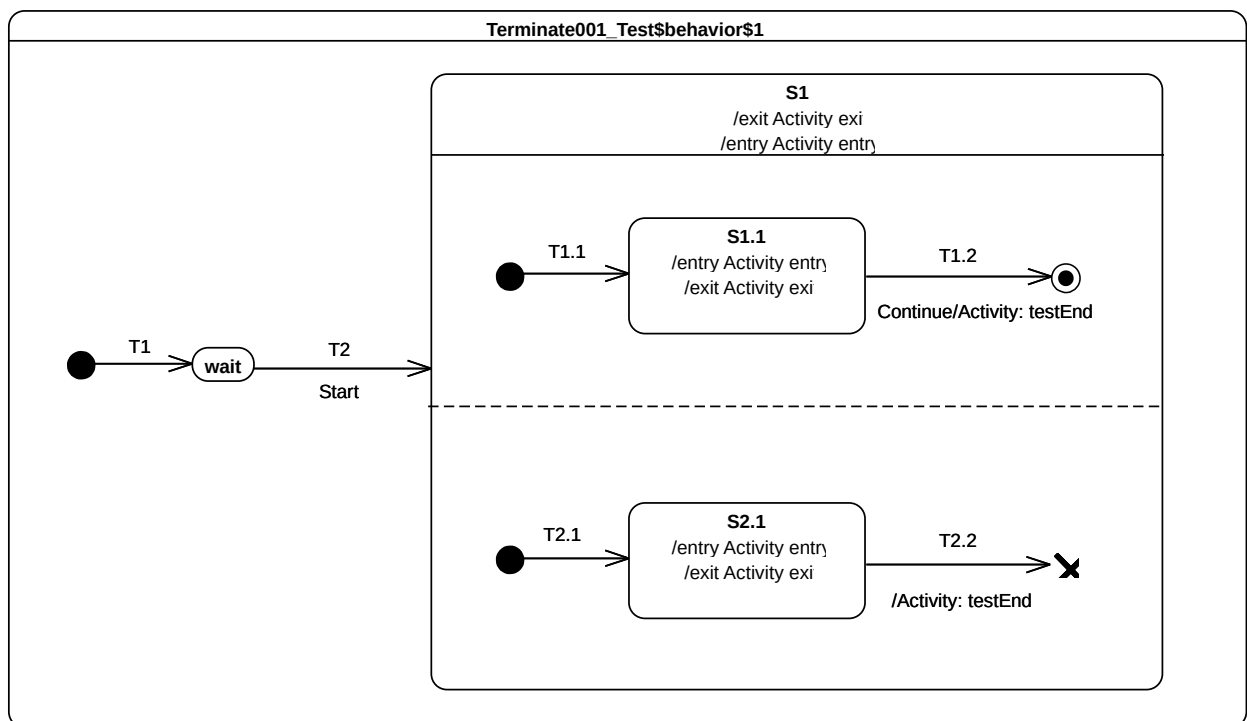 Terminate001_Test$behavior$1
S1
/exit Activity exi
/entry Activity entry
T1.1
S1.1
/entry Activity entry
/exit Activity exi
T1.2
Continue/Activity: testEnd
T1
wait
T2
Start
T2.1
S2.1
/entry Activity entry
/exit Activity exi
T2.2
/Activity: testEnd